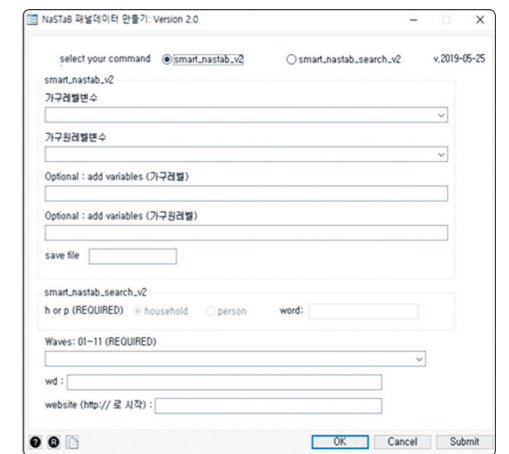 NaSTaB 패널데이터 만들기: Version 2.0
select your command smart_nastab_v2 smart_nastab_search_v2 v.2019-05-25
smart_nastab_v2
가구레벨변수
가구원레벨변수
Optional : add variables (가구레벨)
Optional : add variables (가구원레벨)
save file
smart_nastab_search_v2
h or p (REQUIRED) household person word:
Waves: 01~11 (REQUIRED)
wd :
website (http:// 로 시작) :
OK Cancel Submit